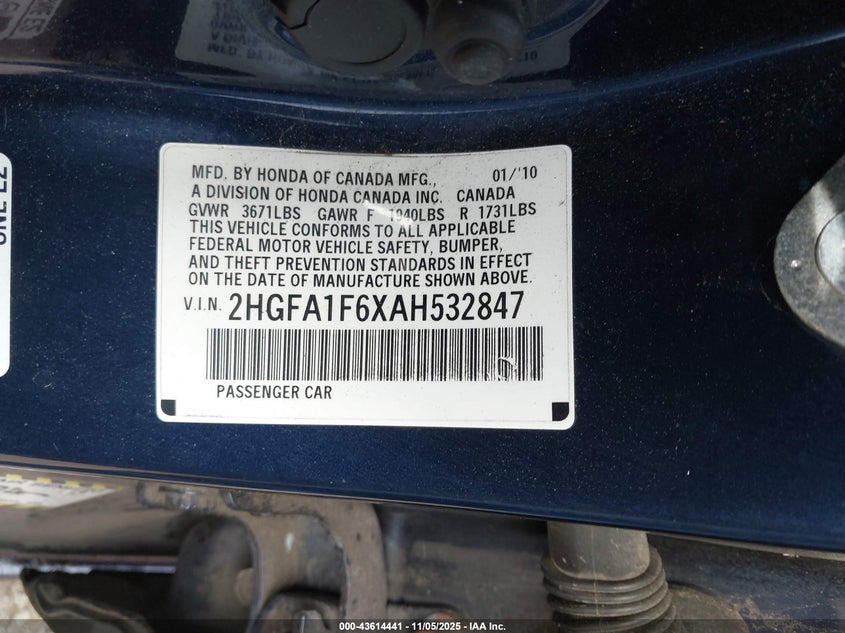 MFD. BY HONDA OF CANADA MFG., 01/'10
A DIVISION OF HONDA CANADA INC. CANADA
GVWR 3671LBS GAWR F 1940LBS R 1731LBS
THIS VEHICLE CONFORMS TO ALL APPLICABLE
FEDERAL MOTOR VEHICLE SAFETY, BUMPER,
AND THEFT PREVENTION STANDARDS IN EFFECT
ON THE DATE OF MANUFACTURE SHOWN ABOVE.
V.I.N. 2HGFA1F6XAH532847
PASSENGER CAR
000-43614441 - 11/05/2025 - IAA Inc.